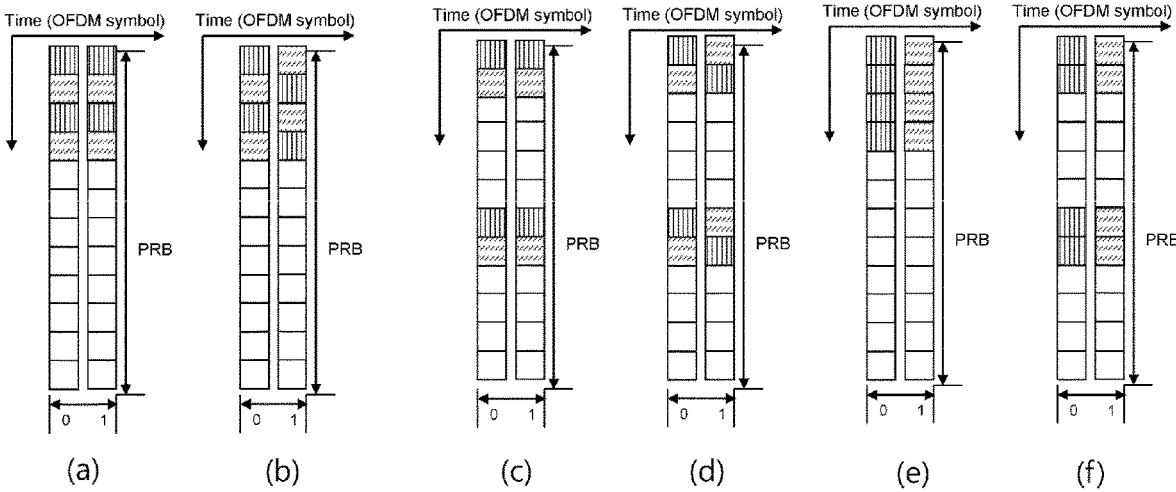 Time (OFDM symbol) Time (OFDM symbol) Time (OFDM symbol) Time (OFDM symbol) Time (OFDM symbol) Time (OFDM symbol)
PRB PRB PRB PRB PRB PRB
0 1 0 1 0 1 0 1 0 1 0 1
(a) (b) (c) (d) (e) (f)